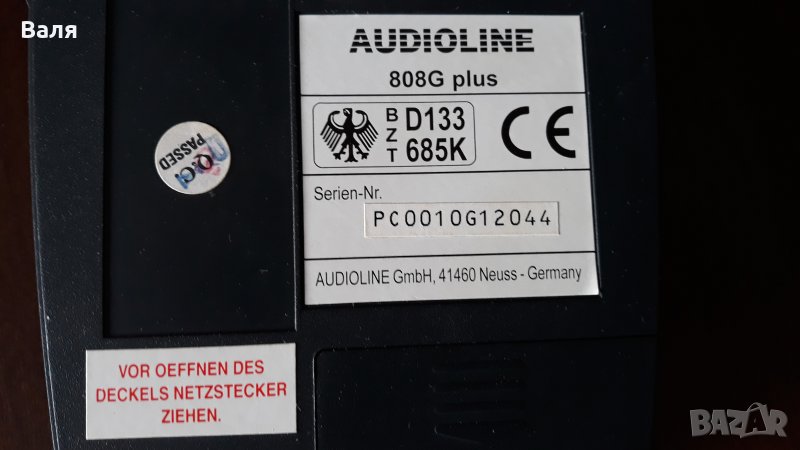 Валя
AUDIOLINE
808G plus
BZT D133
685K
CE
Serien-Nr.
PC0010G12044
AUDIOLINE GmbH, 41460 Neuss - Germany
Q.C.
PASSED
VOR OEFFNEN DES
DECKELS NETZSTECKER
ZIEHEN.
BAZAR